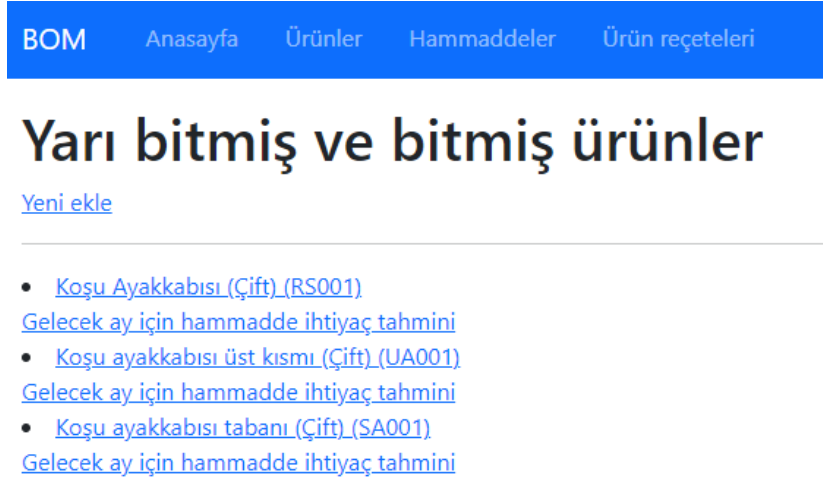 BOM Anasayfa Ürünler Hammaddeler Ürün reçeteleri
Yarı bitmiş ve bitmiş ürünler
Yeni ekle
• Koşu Ayakkabısı (Çift) (RS001)
Gelecek ay için hammadde ihtiyaç tahmini
• Koşu ayakkabısı üst kısmı (Çift) (UA001)
Gelecek ay için hammadde ihtiyaç tahmini
• Koşu ayakkabısı tabanı (Çift) (SA001)
Gelecek ay için hammadde ihtiyaç tahmini